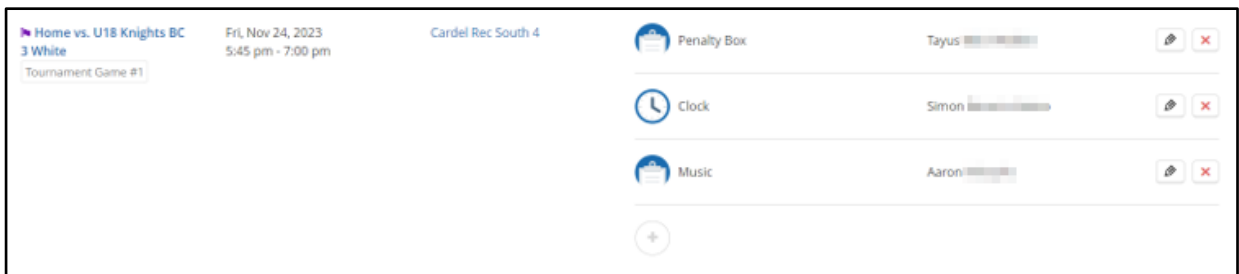 Home vs. U18 Knights BC
3 White
Tournament Game #1
Fri, Nov 24, 2023
5:45 pm - 7:00 pm
Cardel Rec South 4
Penalty Box
Tayus
Clock
Simon
Music
Aaron